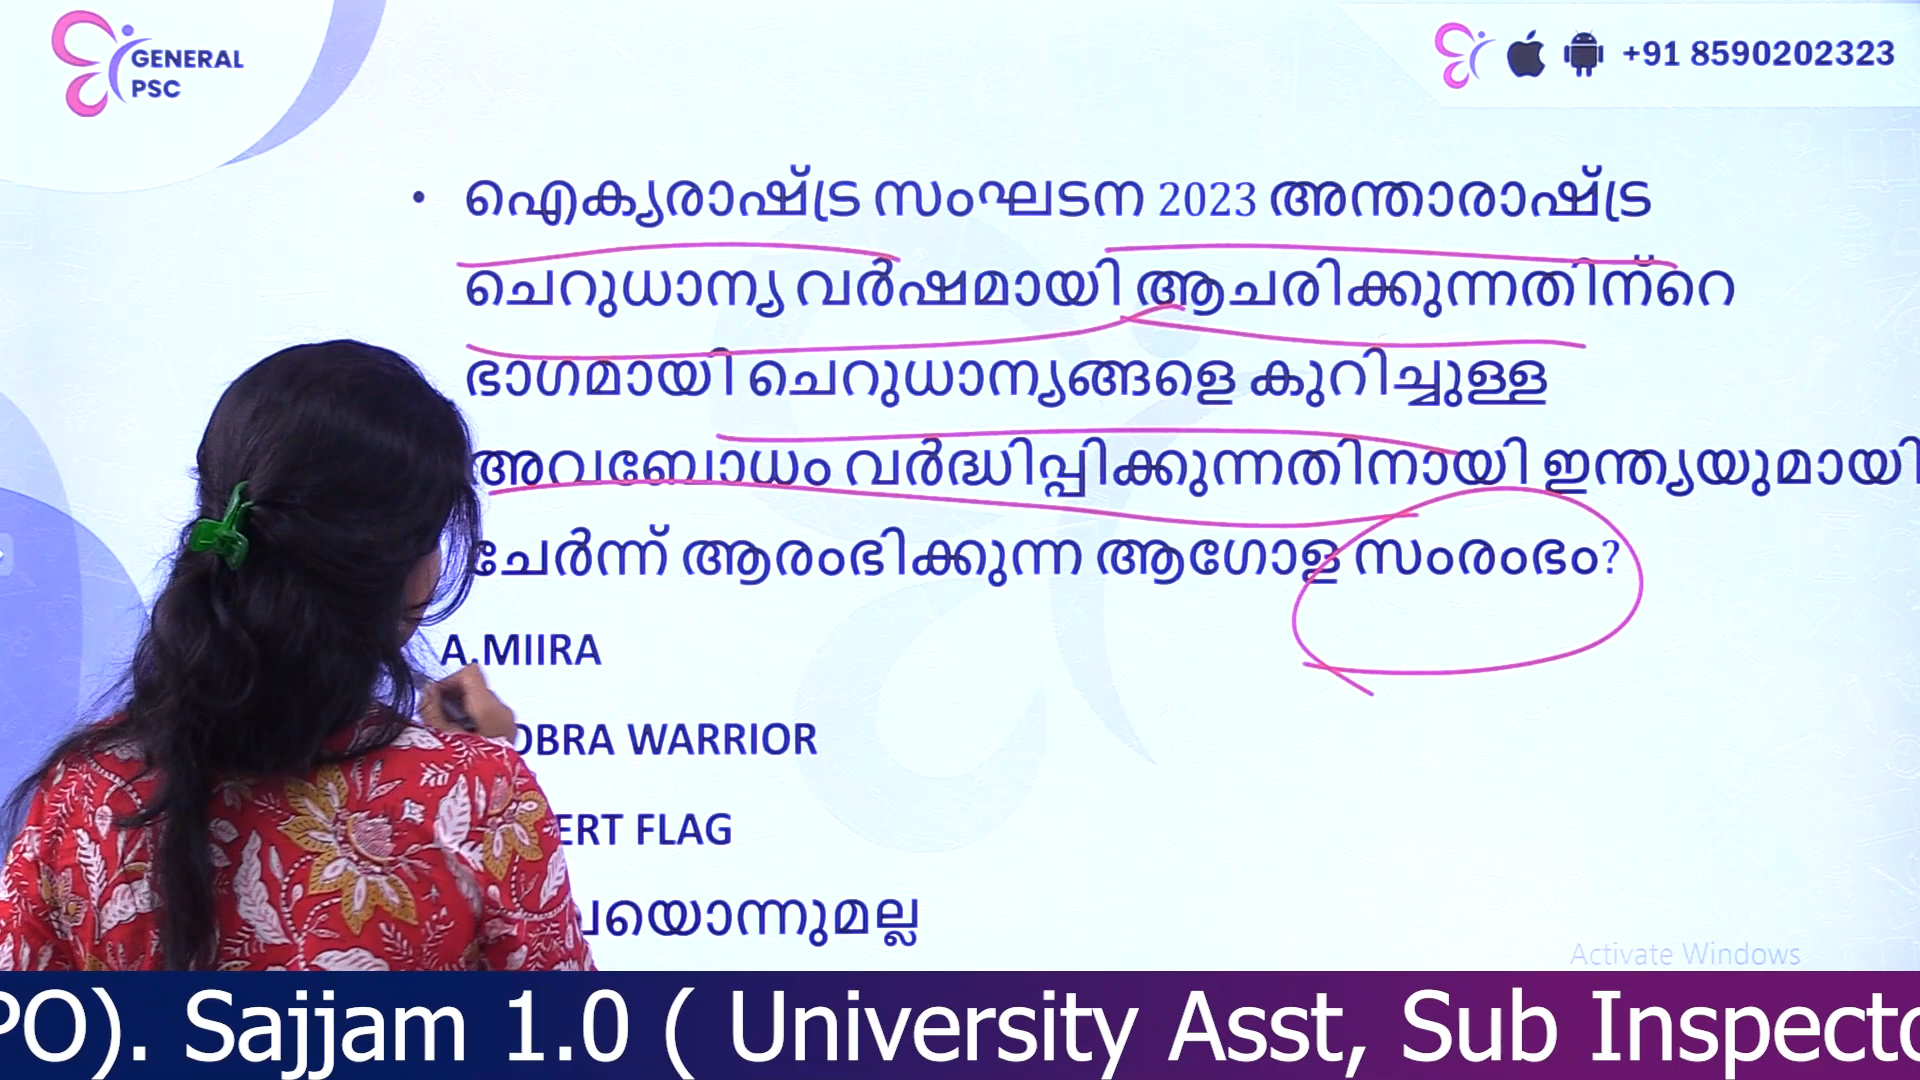 GENERAL
PSC
+91 8590202323
• ഐക്യരാഷ്ട്ര സംഘടന 2023 അന്താരാഷ്ട്ര
ചെറുധാന്യ വർഷമായി ആചരിക്കുന്നതിന്റെ
ഭാഗമായി ചെറുധാന്യങ്ങളെ കുറിച്ചുള്ള
അവബോധം വർദ്ധിപ്പിക്കുന്നതിനായി ഇന്ത്യയുമായി
ചേർന്ന് ആരംഭിക്കുന്ന ആഗോള സംരംഭം?
A.MIIRA
OBRA WARRIOR
ERT FLAG
വയൊന്നുമല്ല
Activate Windows
PO). Sajjam 1.0 ( University Asst, Sub Inspecto